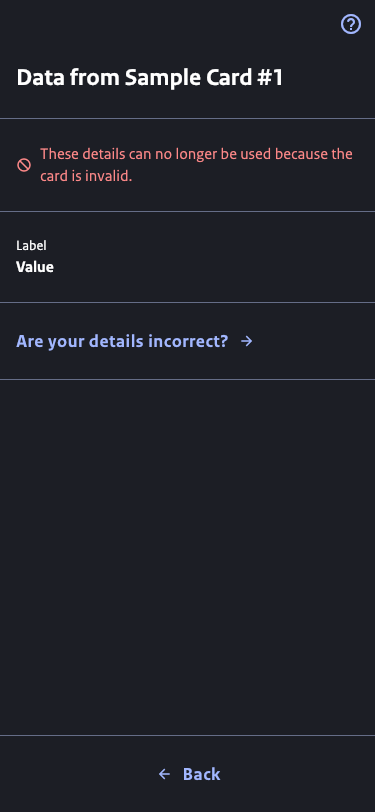 Data from Sample Card #1
These details can no longer be used because the
card is invalid.
Label
Value
Are your details incorrect?
Back